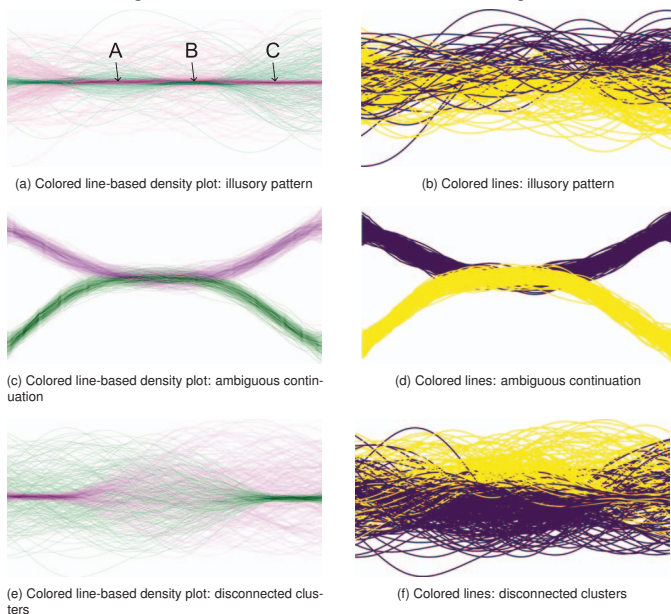 A B C
(a) Colored line-based density plot: illusory pattern
(b) Colored lines: illusory pattern
(c) Colored line-based density plot: ambiguous contin-
uation
(d) Colored lines: ambiguous continuation
(e) Colored line-based density plot: disconnected clus-
ters
(f) Colored lines: disconnected clusters